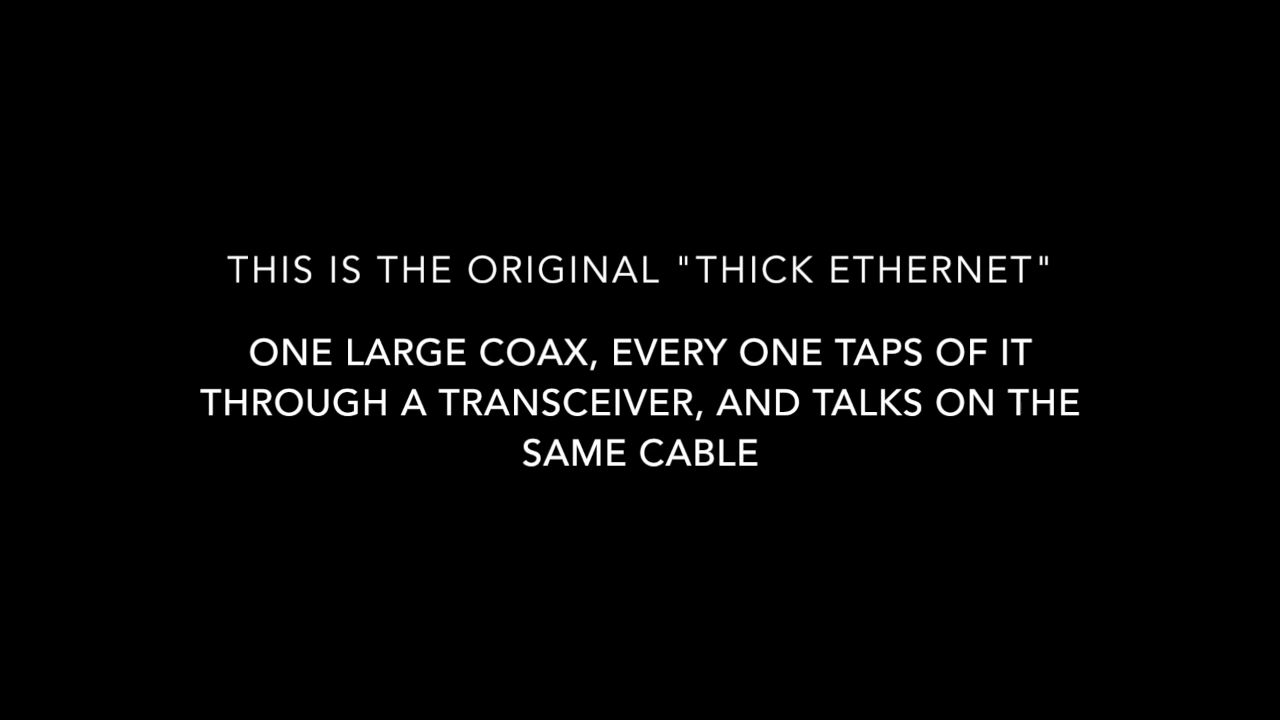 THIS IS THE ORIGINAL "THICK ETHERNET"
ONE LARGE COAX, EVERY ONE TAPS OF IT
THROUGH A TRANSCEIVER, AND TALKS ON THE
SAME CABLE